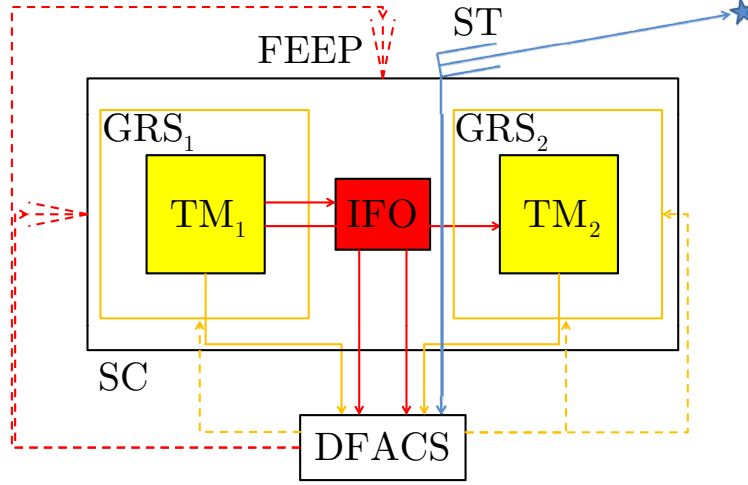 ST
FEEP
GRS₁
GRS₂
TM₁
IFO
TM₂
SC
DFACS